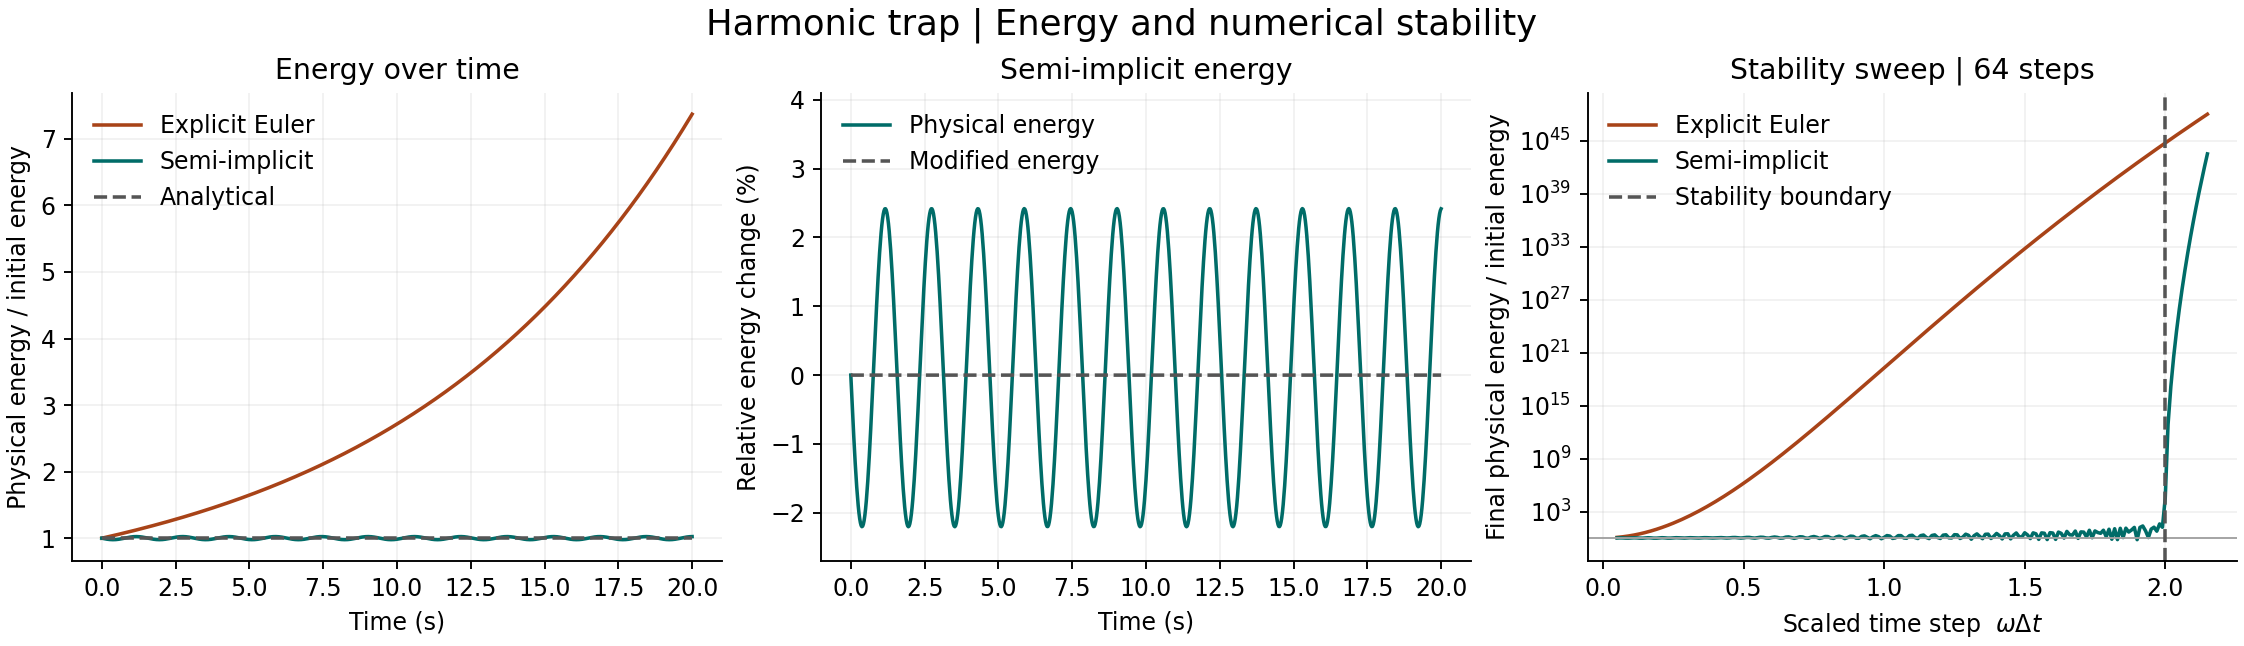 Harmonic trap | Energy and numerical stability
Energy over time
Physical energy / initial energy
7
6
5
4
3
2
1
Explicit Euler
Semi-implicit
Analytical
0.0 2.5 5.0 7.5 10.0 12.5 15.0 17.5 20.0
Time (s)
Semi-implicit energy
Relative energy change (%)
4
3
2
1
0
−1
−2
Physical energy
Modified energy
0.0 2.5 5.0 7.5 10.0 12.5 15.0 17.5 20.0
Time (s)
Stability sweep | 64 steps
Final physical energy / initial energy
10^45
10^39
10^33
10^27
10^21
10^15
10^9
10^3
Explicit Euler
Semi-implicit
Stability boundary
0.0 0.5 1.0 1.5 2.0
Scaled time step ωΔt